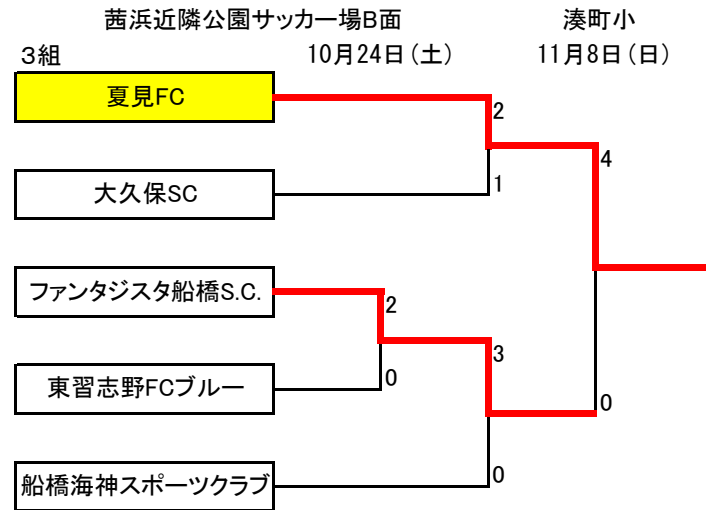 茜浜近隣公園サッカー場B面
湊町小
3組
10月24日(土)
11月8日(日)
夏見FC
2
4
大久保SC
1
ファンタジスタ船橋S.C.
2
3
東習志野FCブルー
0
0
船橋海神スポーツクラブ
0